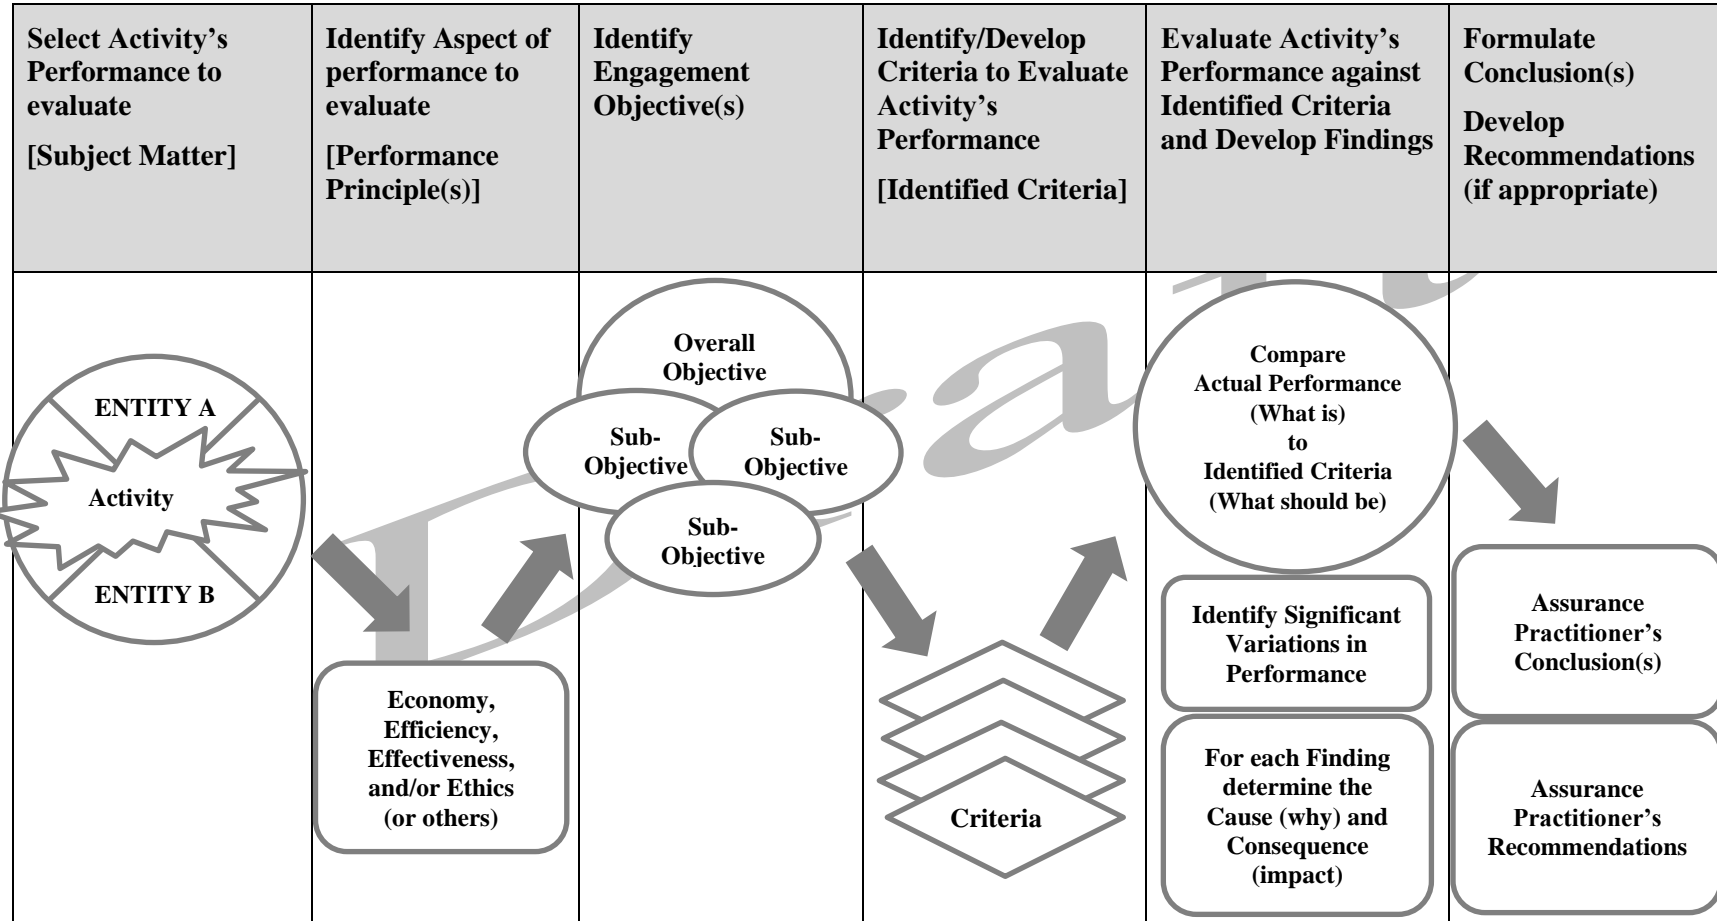 Select Activity’s
Performance to
evaluate
[Subject Matter]
Identify Aspect of
performance to
evaluate
[Performance
Principle(s)]
Identify
Engagement
Objective(s)
Identify/Develop
Criteria to Evaluate
Activity’s
Performance
[Identified Criteria]
Evaluate Activity’s
Performance against
Identified Criteria
and Develop Findings
Formulate
Conclusion(s)
Develop
Recommendations
(if appropriate)
ENTITY A
Activity
ENTITY B
Economy,
Efficiency,
Effectiveness,
and/or Ethics
(or others)
Overall
Objective
Sub-
Objective
Sub-
Objective
Sub-
Objective
Criteria
Compare
Actual Performance
(What is)
to
Identified Criteria
(What should be)
Identify Significant
Variations in
Performance
For each Finding
determine the
Cause (why) and
Consequence
(impact)
Assurance
Practitioner’s
Conclusion(s)
Assurance
Practitioner’s
Recommendations